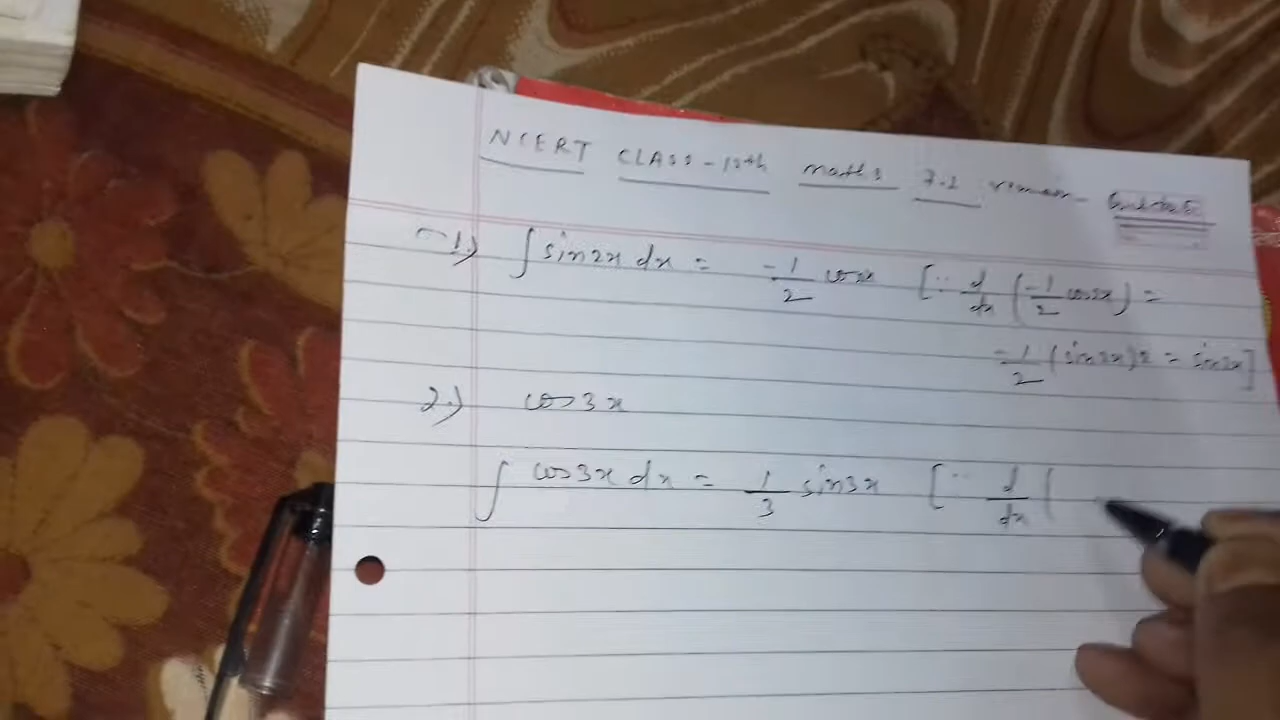 NCERT CLASS - 12th maths 7.1
1.) ∫ sin2x dx = -1/2 cos2x [∵ d/dx (-1/2 cos2x) =
-1/2 (sin2x)2 = sin2x]
2.) cos3x
∫ cos3x dx = 1/3 sin3x [∵ d/dx (